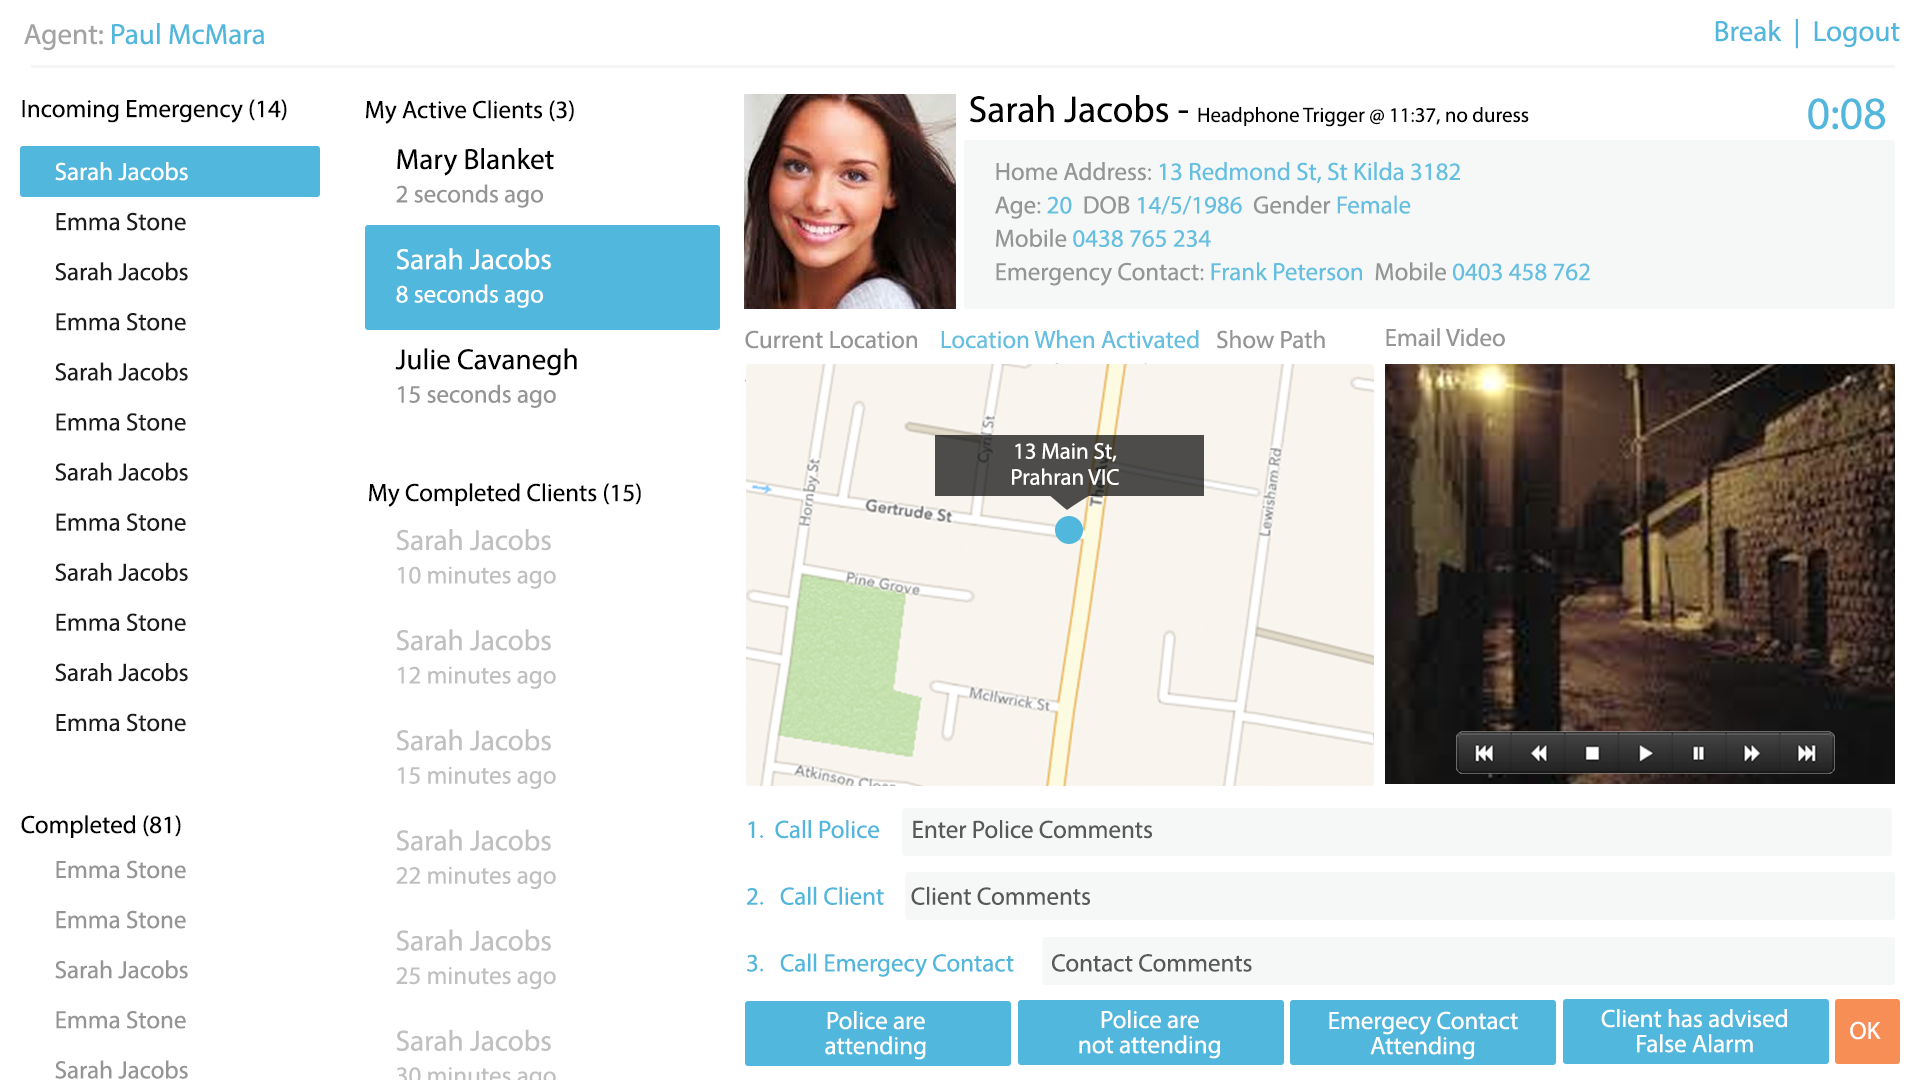 Agent: Paul McMara
Break | Logout
Incoming Emergency (14)
Sarah Jacobs
Emma Stone
Sarah Jacobs
Emma Stone
Sarah Jacobs
Emma Stone
Sarah Jacobs
Emma Stone
Sarah Jacobs
Emma Stone
Sarah Jacobs
Emma Stone
Completed (81)
Emma Stone
Emma Stone
Sarah Jacobs
Emma Stone
Sarah Jacobs
My Active Clients (3)
Mary Blanket
2 seconds ago
Sarah Jacobs
8 seconds ago
Julie Cavanegh
15 seconds ago
My Completed Clients (15)
Sarah Jacobs
10 minutes ago
Sarah Jacobs
12 minutes ago
Sarah Jacobs
15 minutes ago
Sarah Jacobs
22 minutes ago
Sarah Jacobs
25 minutes ago
Sarah Jacobs
30 minutes ago
Sarah Jacobs - Headphone Trigger @ 11:37, no duress
0:08
Home Address: 13 Redmond St, St Kilda 3182
Age: 20 DOB 14/5/1986 Gender Female
Mobile 0438 765 234
Emergency Contact: Frank Peterson Mobile 0403 458 762
Current Location Location When Activated Show Path
Email Video
13 Main St,
Prahran VIC
Cyril St
Hornby St
Gertrude St
Lewisham Rd
Pine Grove
McIlwrick St
Atkinson
1. Call Police
Enter Police Comments
2. Call Client
Client Comments
3. Call Emergecy Contact
Contact Comments
Police are
attending
Police are
not attending
Emergecy Contact
Attending
Client has advised
False Alarm
OK